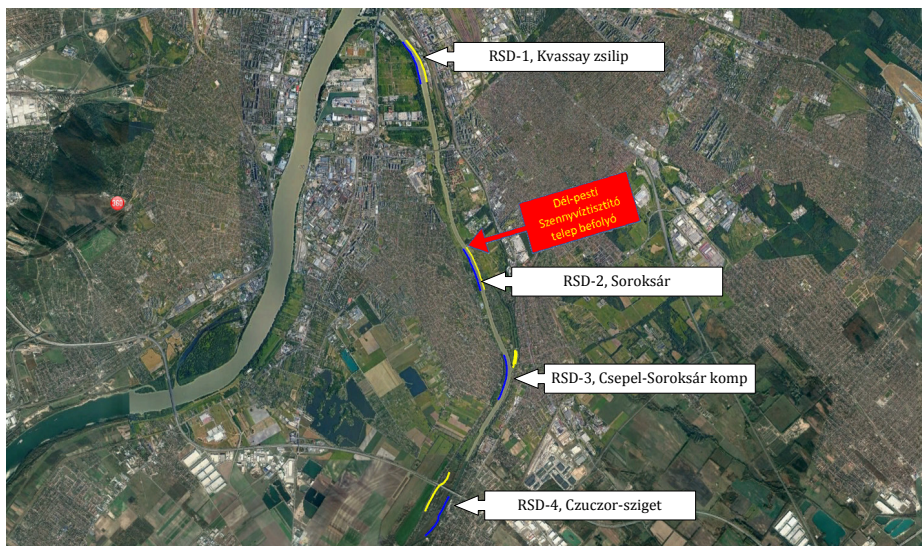 RSD-1, Kvassay zsilip
Dél-pesti
Szennyvíztisztító
telep befolyó
RSD-2, Soroksár
RSD-3, Csepel-Soroksár komp
RSD-4, Czuczor-sziget
360